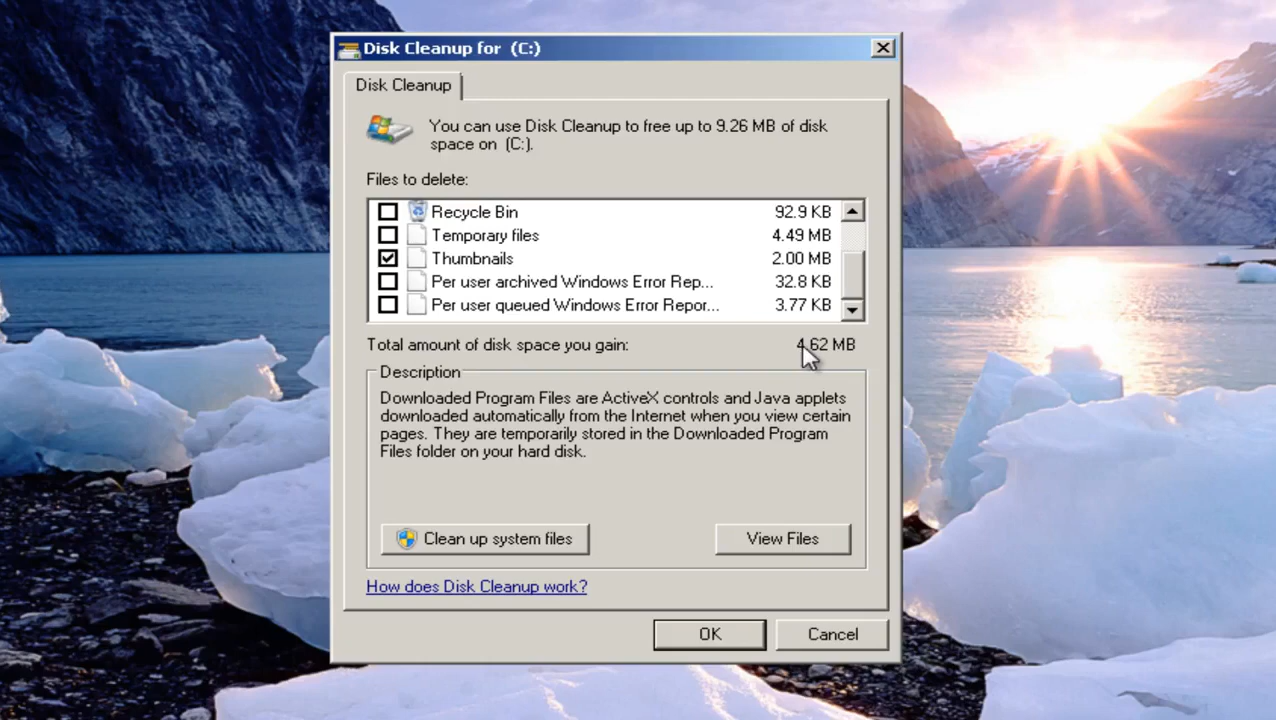 Disk Cleanup for  (C:)
Disk Cleanup
You can use Disk Cleanup to free up to 9.26 MB of disk
space on  (C:).
Files to delete:
Recycle Bin 92.9 KB
Temporary files 4.49 MB
Thumbnails 2.00 MB
Per user archived Windows Error Rep... 32.8 KB
Per user queued Windows Error Repor... 3.77 KB
Total amount of disk space you gain: 4.62 MB
Description
Downloaded Program Files are ActiveX controls and Java applets
downloaded automatically from the Internet when you view certain
pages. They are temporarily stored in the Downloaded Program
Files folder on your hard disk.
Clean up system files View Files
How does Disk Cleanup work?
OK Cancel